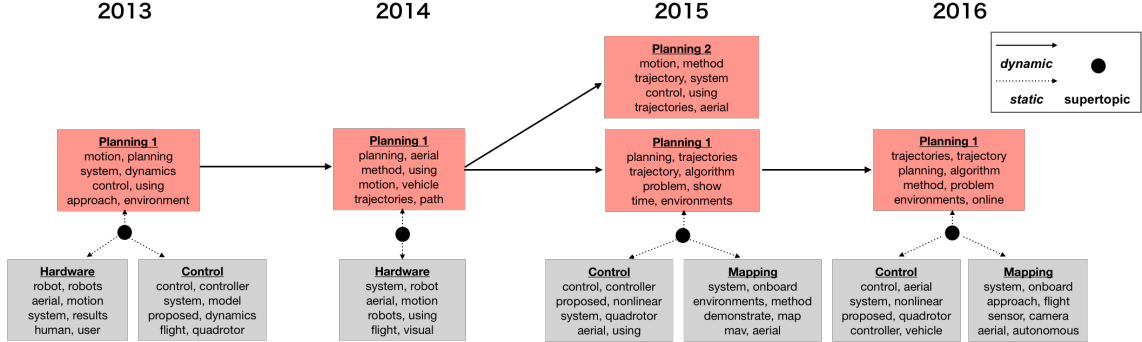 2013
2014
2015
2016
Planning 2
motion, method
trajectory, system
control, using
trajectories, aerial
dynamic
static
supertopic
Planning 1
motion, planning
system, dynamics
control, using
approach, environment
Planning 1
planning, aerial
method, using
motion, vehicle
trajectories, path
Planning 1
planning, trajectories
trajectory, algorithm
problem, show
time, environments
Planning 1
trajectories, trajectory
planning, algorithm
method, problem
environments, online
Hardware
robot, robots
aerial, motion
system, results
human, user
Control
control, controller
system, model
proposed, dynamics
flight, quadrotor
Hardware
system, robot
aerial, motion
robots, using
flight, visual
Control
control, controller
proposed, nonlinear
system, quadrotor
aerial, using
Mapping
system, onboard
environments, method
demonstrate, map
mav, aerial
Control
control, aerial
system, nonlinear
proposed, quadrotor
controller, vehicle
Mapping
system, onboard
approach, flight
sensor, camera
aerial, autonomous